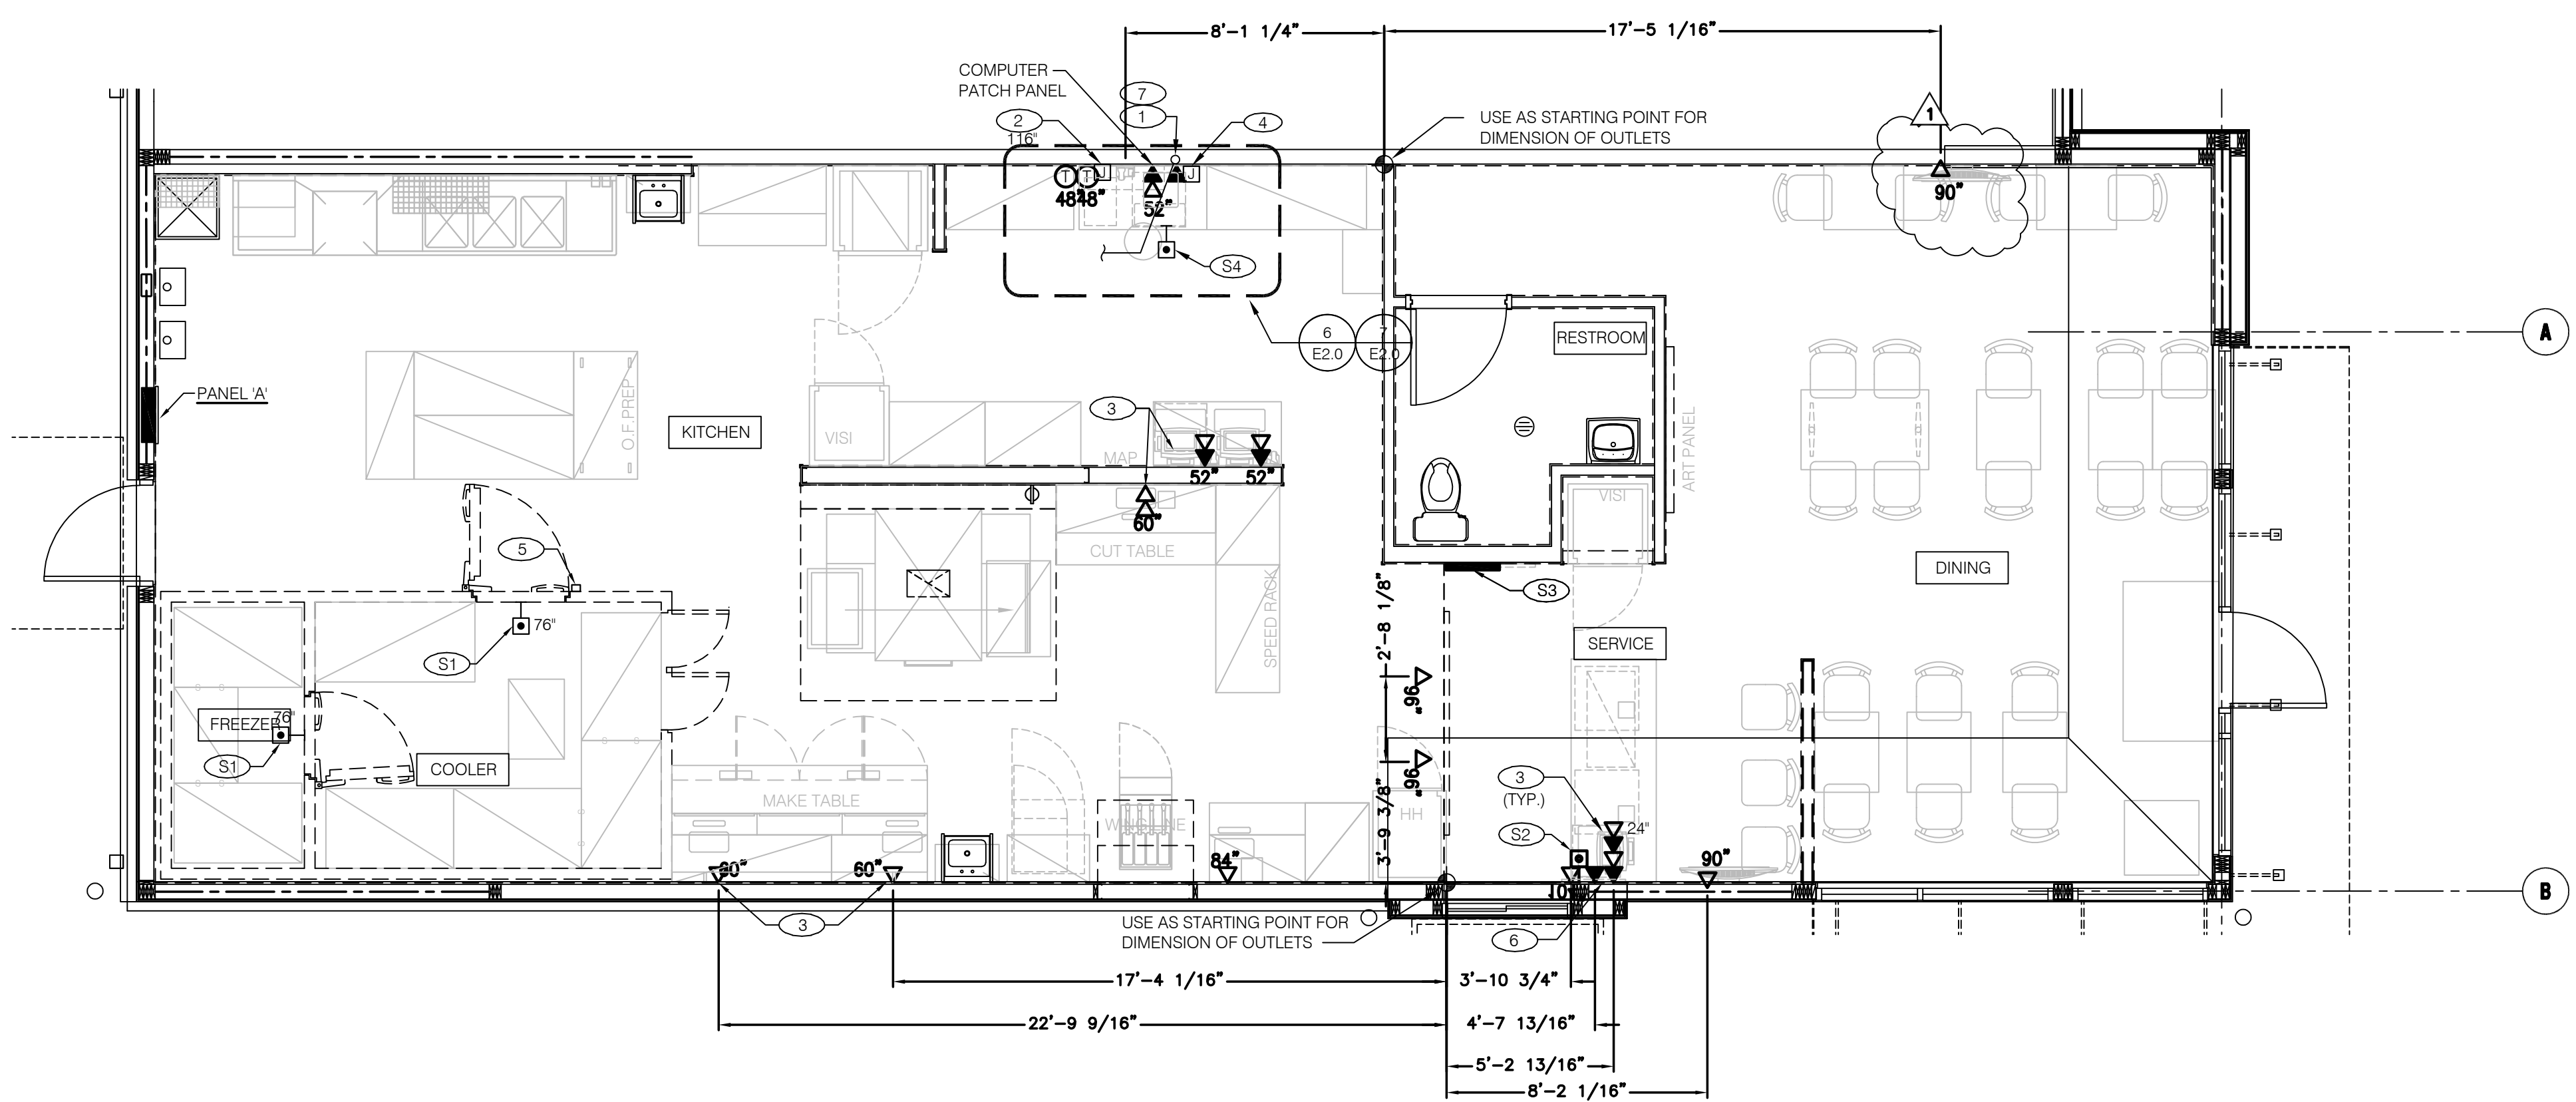 8'-1 1/4"
17'-5 1/16"
COMPUTER
PATCH PANEL
7
1
2
116"
4
USE AS STARTING POINT FOR
DIMENSION OF OUTLETS
1
T
T
J
J
48"
48"
52"
90"
S4
6
E2.0
7
E2.0
RESTROOM
A
PANEL 'A'
O.F.PREP
KITCHEN
VISI
3
MAP
52"
52"
ART PANEL
60"
VISI
CUT TABLE
5
DINING
S3
2'-8 1/8"
SPEED RACK
76"
S1
SERVICE
96"
FREEZER
76"
S1
COOLER
96"
3
(TYP.)
MAKE TABLE
WINGLINE
HH
3'-9 3/8"
S2
24"
60"
60"
84"
90"
B
3
USE AS STARTING POINT FOR
DIMENSION OF OUTLETS
6
17'-4 1/16"
3'-10 3/4"
22'-9 9/16"
4'-7 13/16"
5'-2 13/16"
8'-2 1/16"